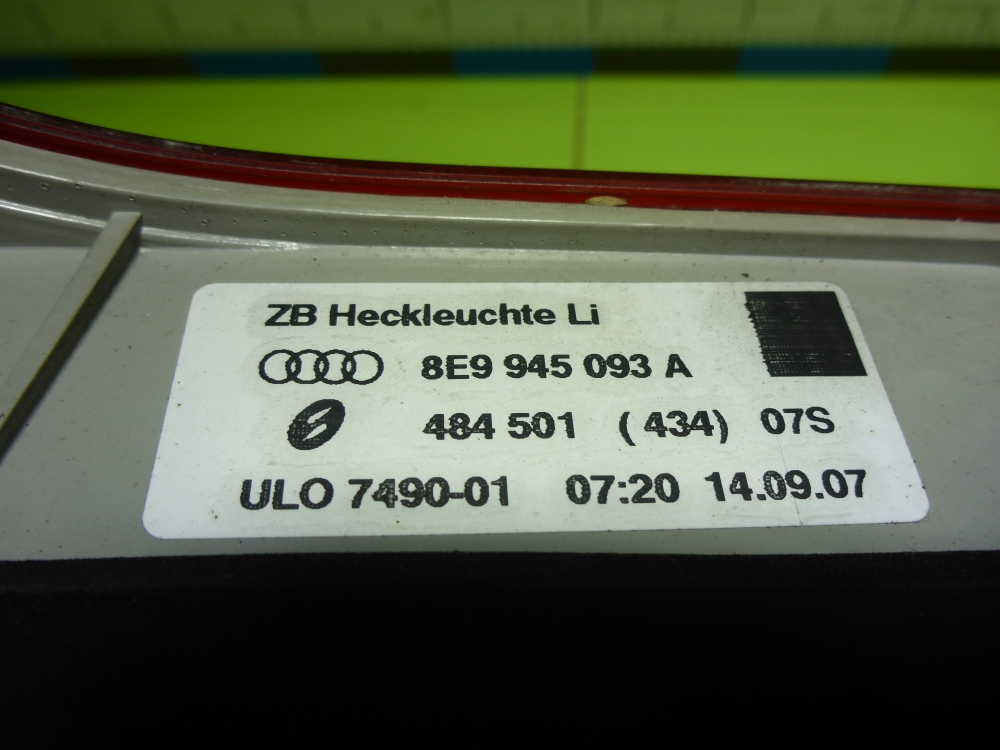 ZB Heckleuchte Li
8E9 945 093 A
484 501 (434) 07S
ULO 7490-01 07:20 14.09.07